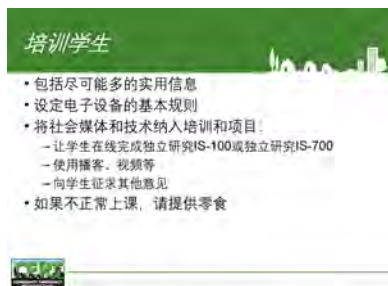 培训学生
• 包括尽可能多的实用信息
• 设定电子设备的基本规则
• 将社会媒体和技术纳入培训和项目：
– 让学生在线完成独立研究IS-100或独立研究IS-700
– 使用播客、视频等
– 向学生征求其他意见
• 如果不正常上课，请提供零食